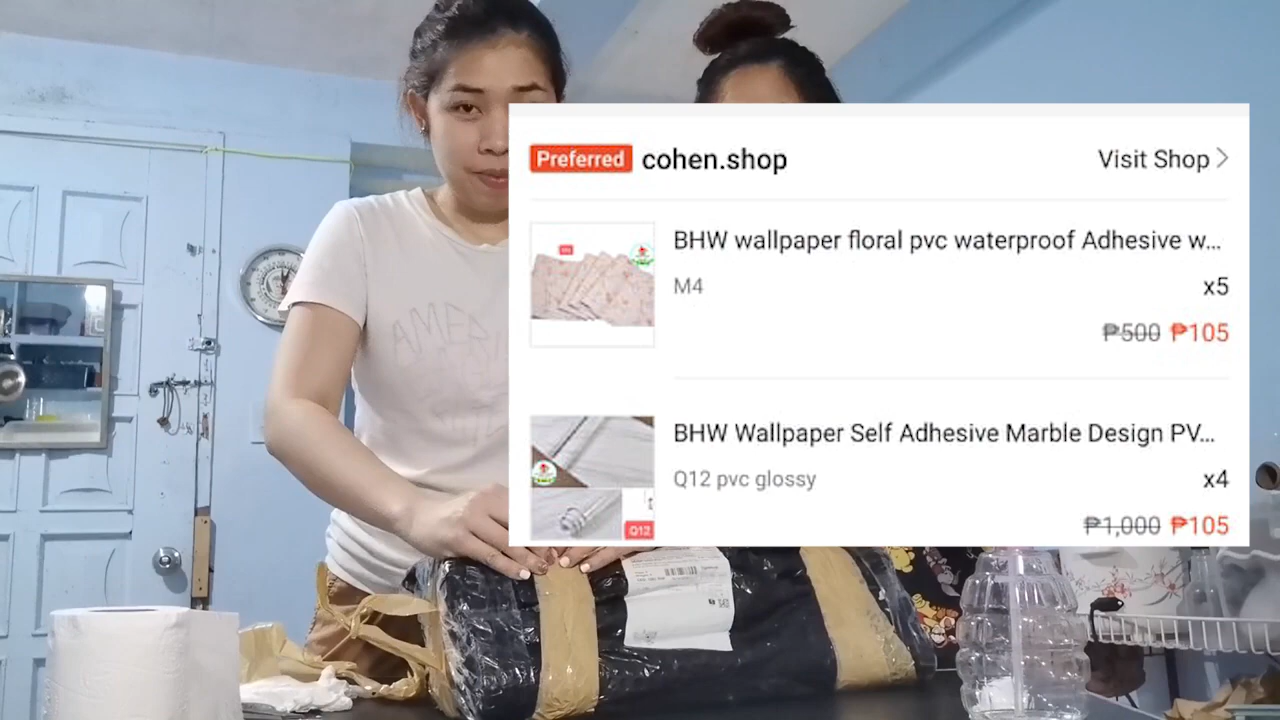 Preferred cohen.shop Visit Shop >
BHW wallpaper floral pvc waterproof Adhesive w...
M4 x5
₱500 ₱105
BHW Wallpaper Self Adhesive Marble Design PV...
Q12 pvc glossy x4
Q12
₱1,000 ₱105